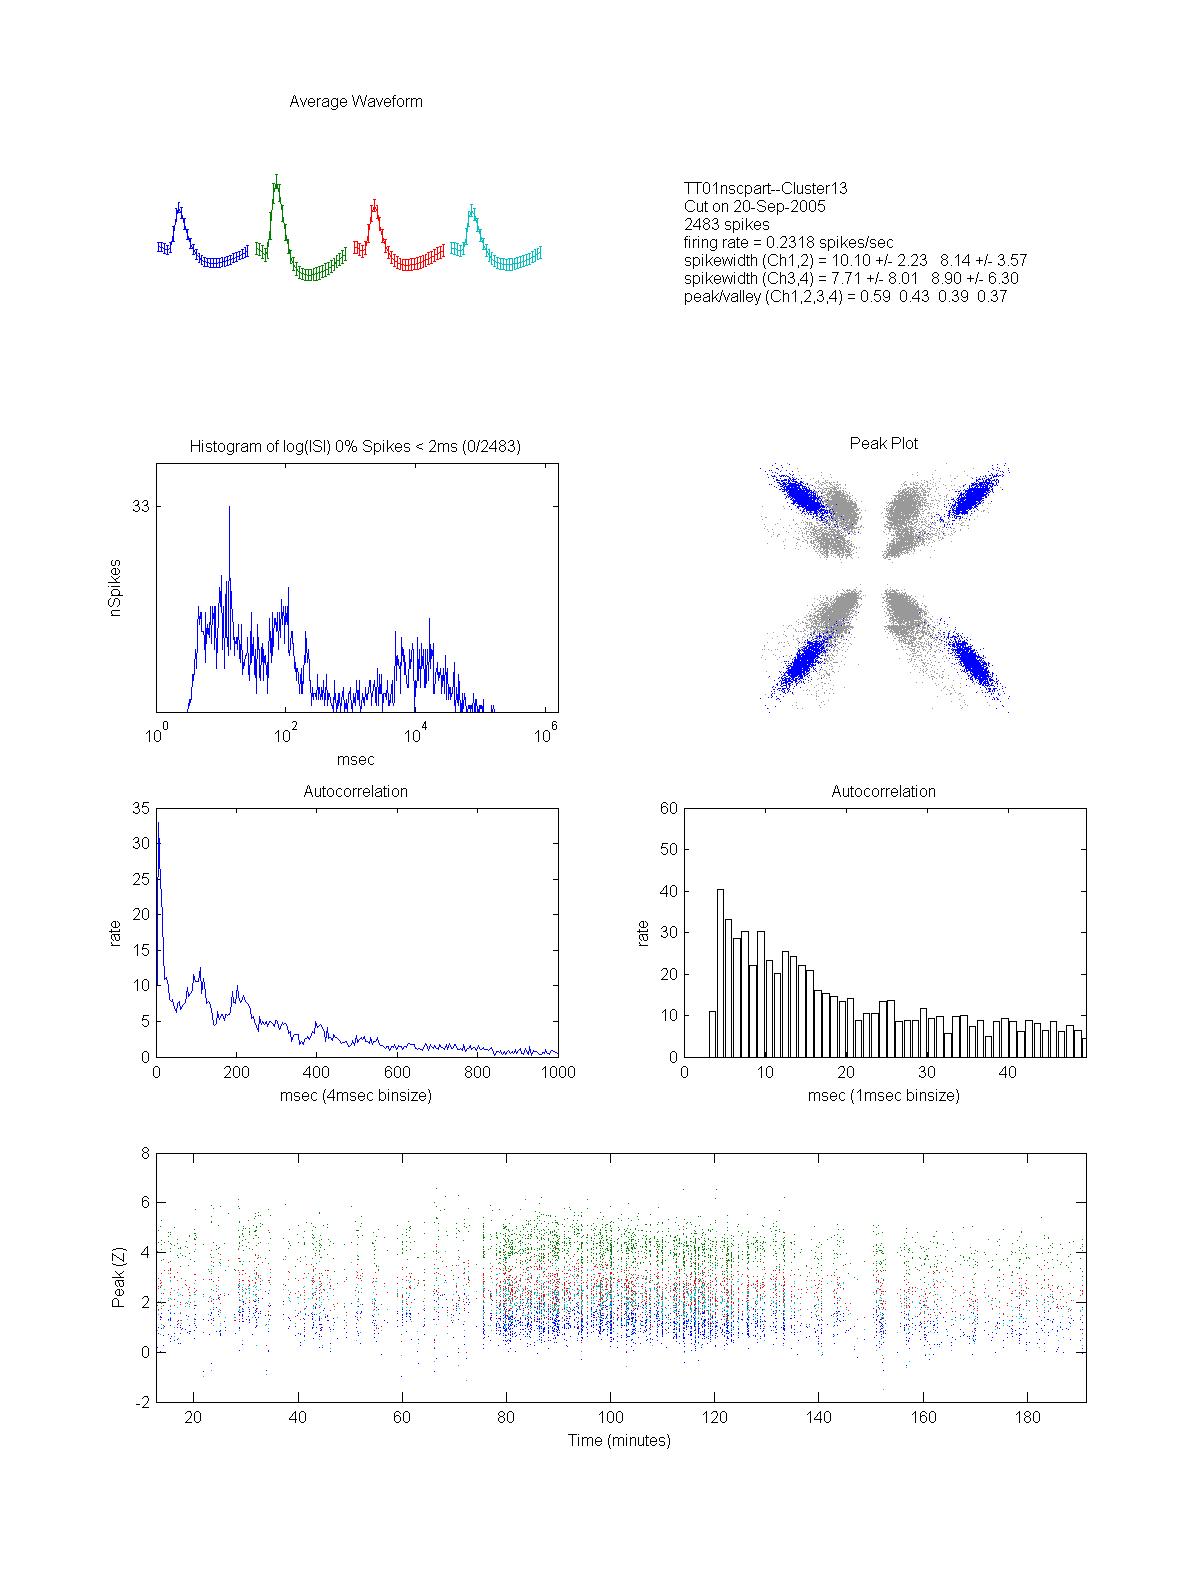 Average Waveform
TT01nscpart--Cluster13
Cut on 20-Sep-2005
2483 spikes
firing rate = 0.2318 spikes/sec
spikewidth (Ch1,2) = 10.10 +/- 2.23 8.14 +/- 3.57
spikewidth (Ch3,4) = 7.71 +/- 8.01 8.90 +/- 6.30
peak/valley (Ch1,2,3,4) = 0.59 0.43 0.39 0.37
Histogram of log(ISI) 0% Spikes < 2ms (0/2483)
33
nSpikes
10^0 10^2 10^4 10^6
msec
Peak Plot
Autocorrelation
35
30
25
20
15
10
5
0
rate
0 200 400 600 800 1000
msec (4msec binsize)
Autocorrelation
60
50
40
30
20
10
0
rate
0 10 20 30 40
msec (1msec binsize)
8
6
4
2
0
-2
Peak (Z)
20 40 60 80 100 120 140 160 180
Time (minutes)